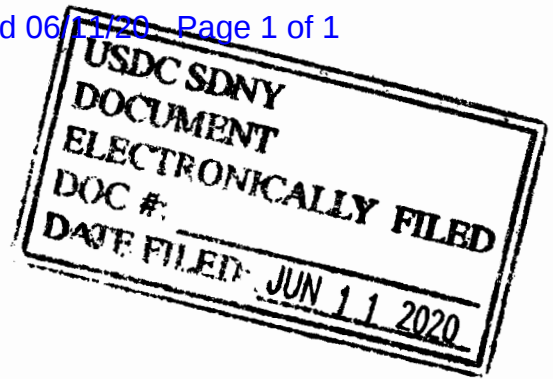 d 06/11/20 Page 1 of 1
USDC SDNY
DOCUMENT
ELECTRONICALLY FILED
DOC #:
DATE FILED: JUN 11 2020